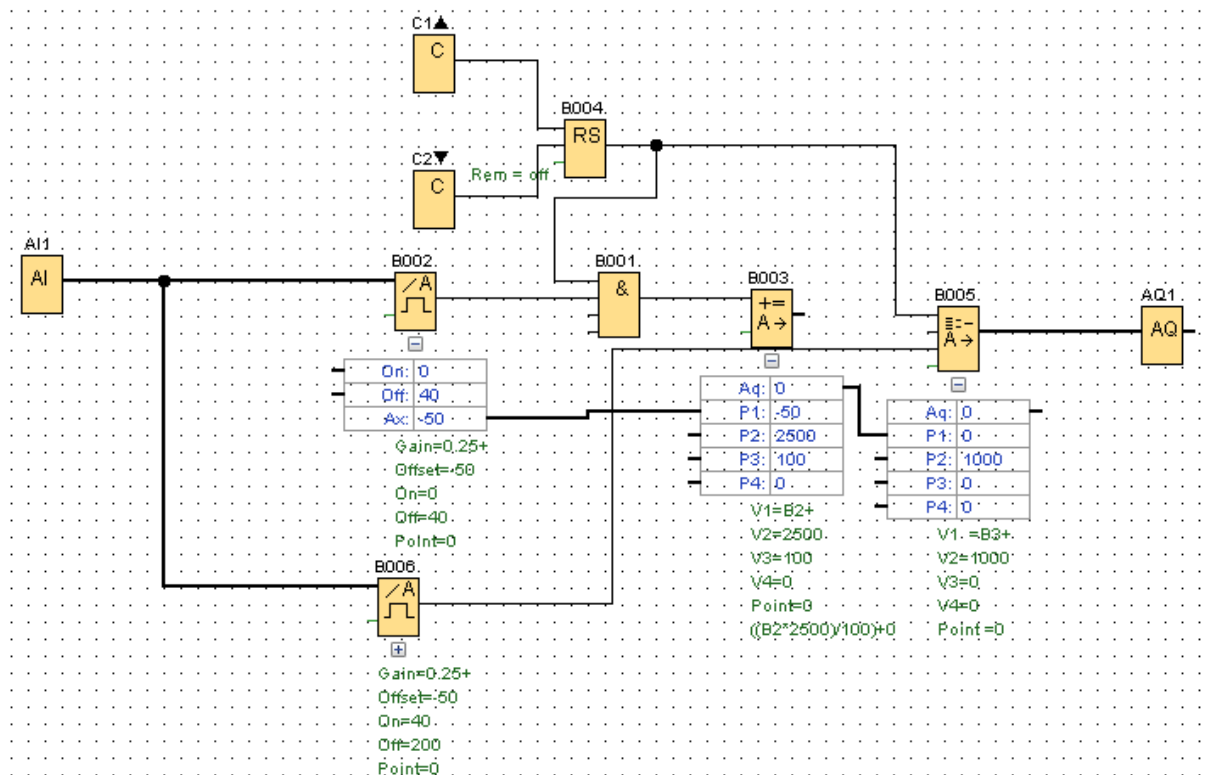 C1▲
C
B004
RS
C2▼
C
Rem = off
AI1
AI
B002
/A
B001
&
B003
+=
A→
B005
A→
AQ1
AQ
On: 0
Off: 40
Ax: -50
Gain=0.25+
Offset=-50
On=0
Off=40
Point=0
Aq: 0
P1: -50
P2: 2500
P3: 100
P4: 0
V1=B2+
V2=2500
V3=100
V4=0
Point=0
((B2*2500)/100)+0
Aq: 0
P1: 0
P2: 1000
P3: 0
P4: 0
V1 =B3+
V2=1000
V3=0
V4=0
Point =0
B006
/A
Gain=0.25+
Offset=-50
On=40
Off=200
Point=0